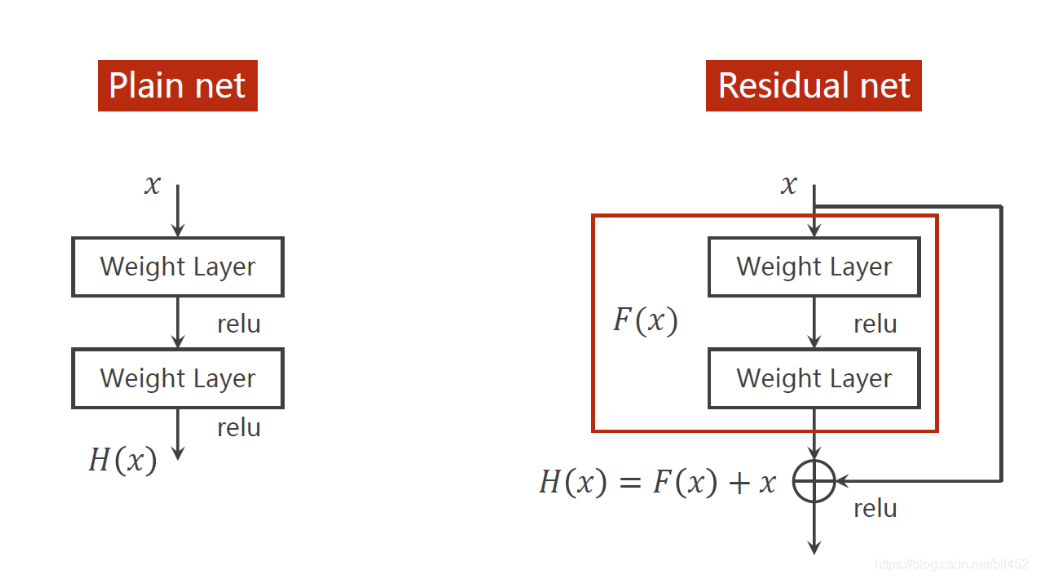 Plain net
x
Weight Layer
relu
Weight Layer
relu
H(x)
Residual net
x
Weight Layer
F(x)
relu
Weight Layer
H(x) = F(x) + x
relu
https://blog.csdn.net/bit452